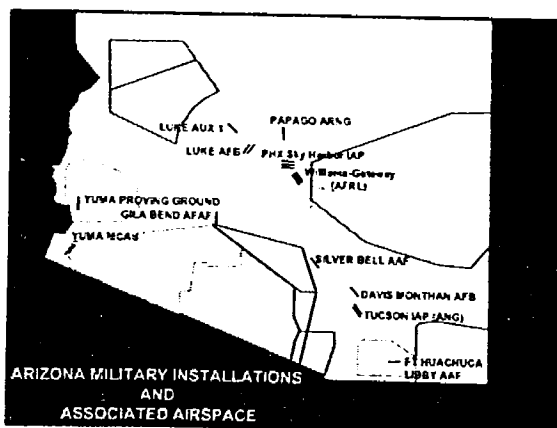 LUKE AUX 1
PAPAGO ARNG
LUKE AFB
PHX Sky Harbor IAP
Williams-Gateway
(AFRL)
YUMA PROVING GROUND
GILA BEND AFAF
YUMA MCAS
SILVER BELL AAF
DAVIS MONTHAN AFB
TUCSON IAP (ANG)
FT HUACHUCA
LIBBY AAF
ARIZONA MILITARY INSTALLATIONS
AND
ASSOCIATED AIRSPACE